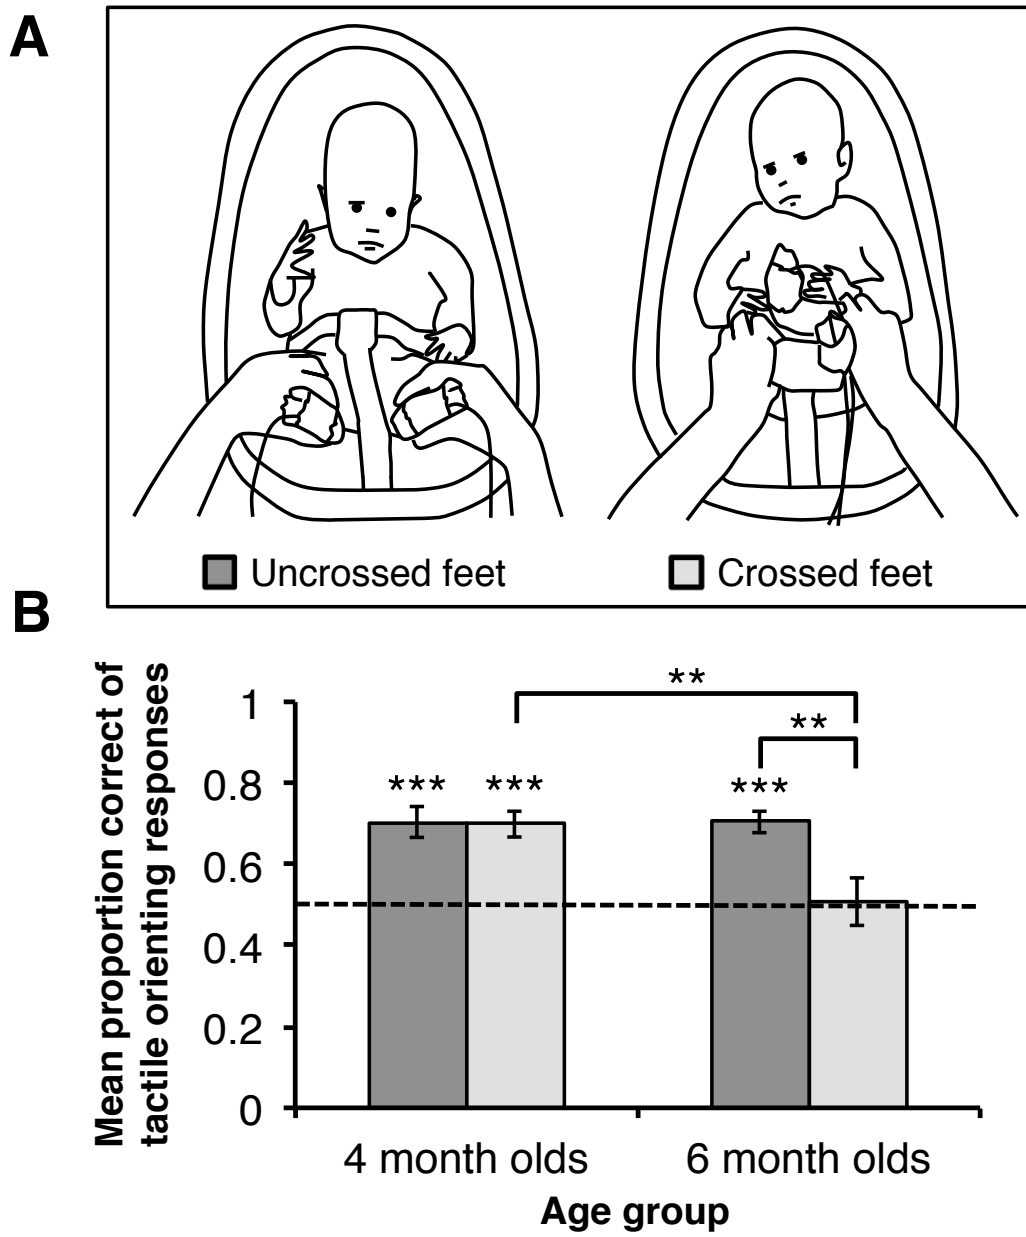 A
Uncrossed feet
Crossed feet
B
Mean proportion correct of
tactile orienting responses
1
0.8
0.6
0.4
0.2
0
**
**
***
***
***
4 month olds
6 month olds
Age group